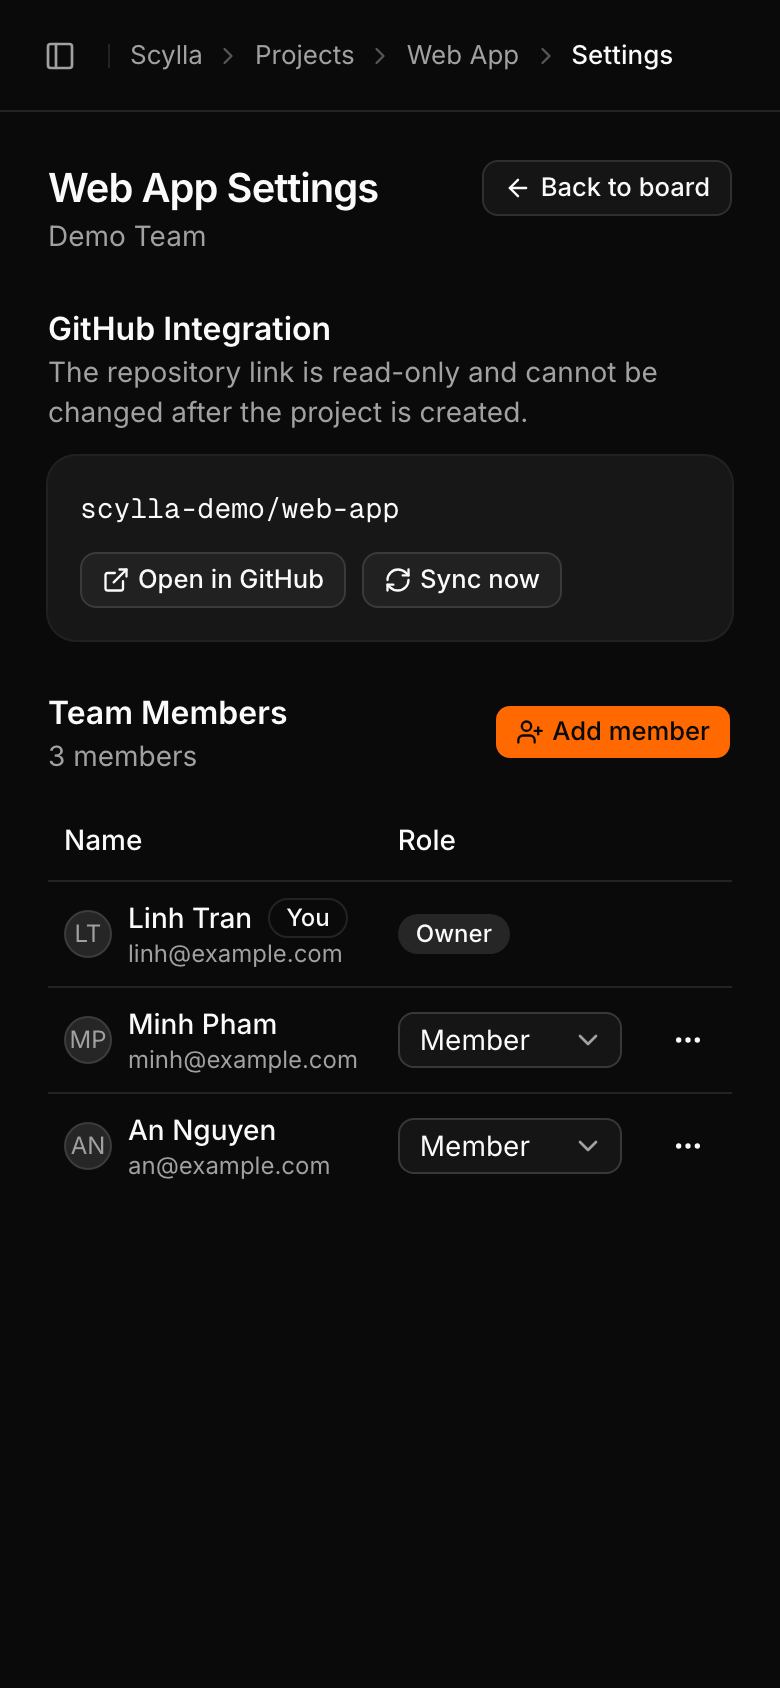 Scylla Projects Web App Settings
Web App Settings
Back to board
Demo Team
GitHub Integration
The repository link is read-only and cannot be
changed after the project is created.
scylla-demo/web-app
Open in GitHub
Sync now
Team Members
3 members
Add member
Name Role
LT
Linh Tran You
linh@example.com
Owner
MP
Minh Pham
minh@example.com
Member
AN
An Nguyen
an@example.com
Member